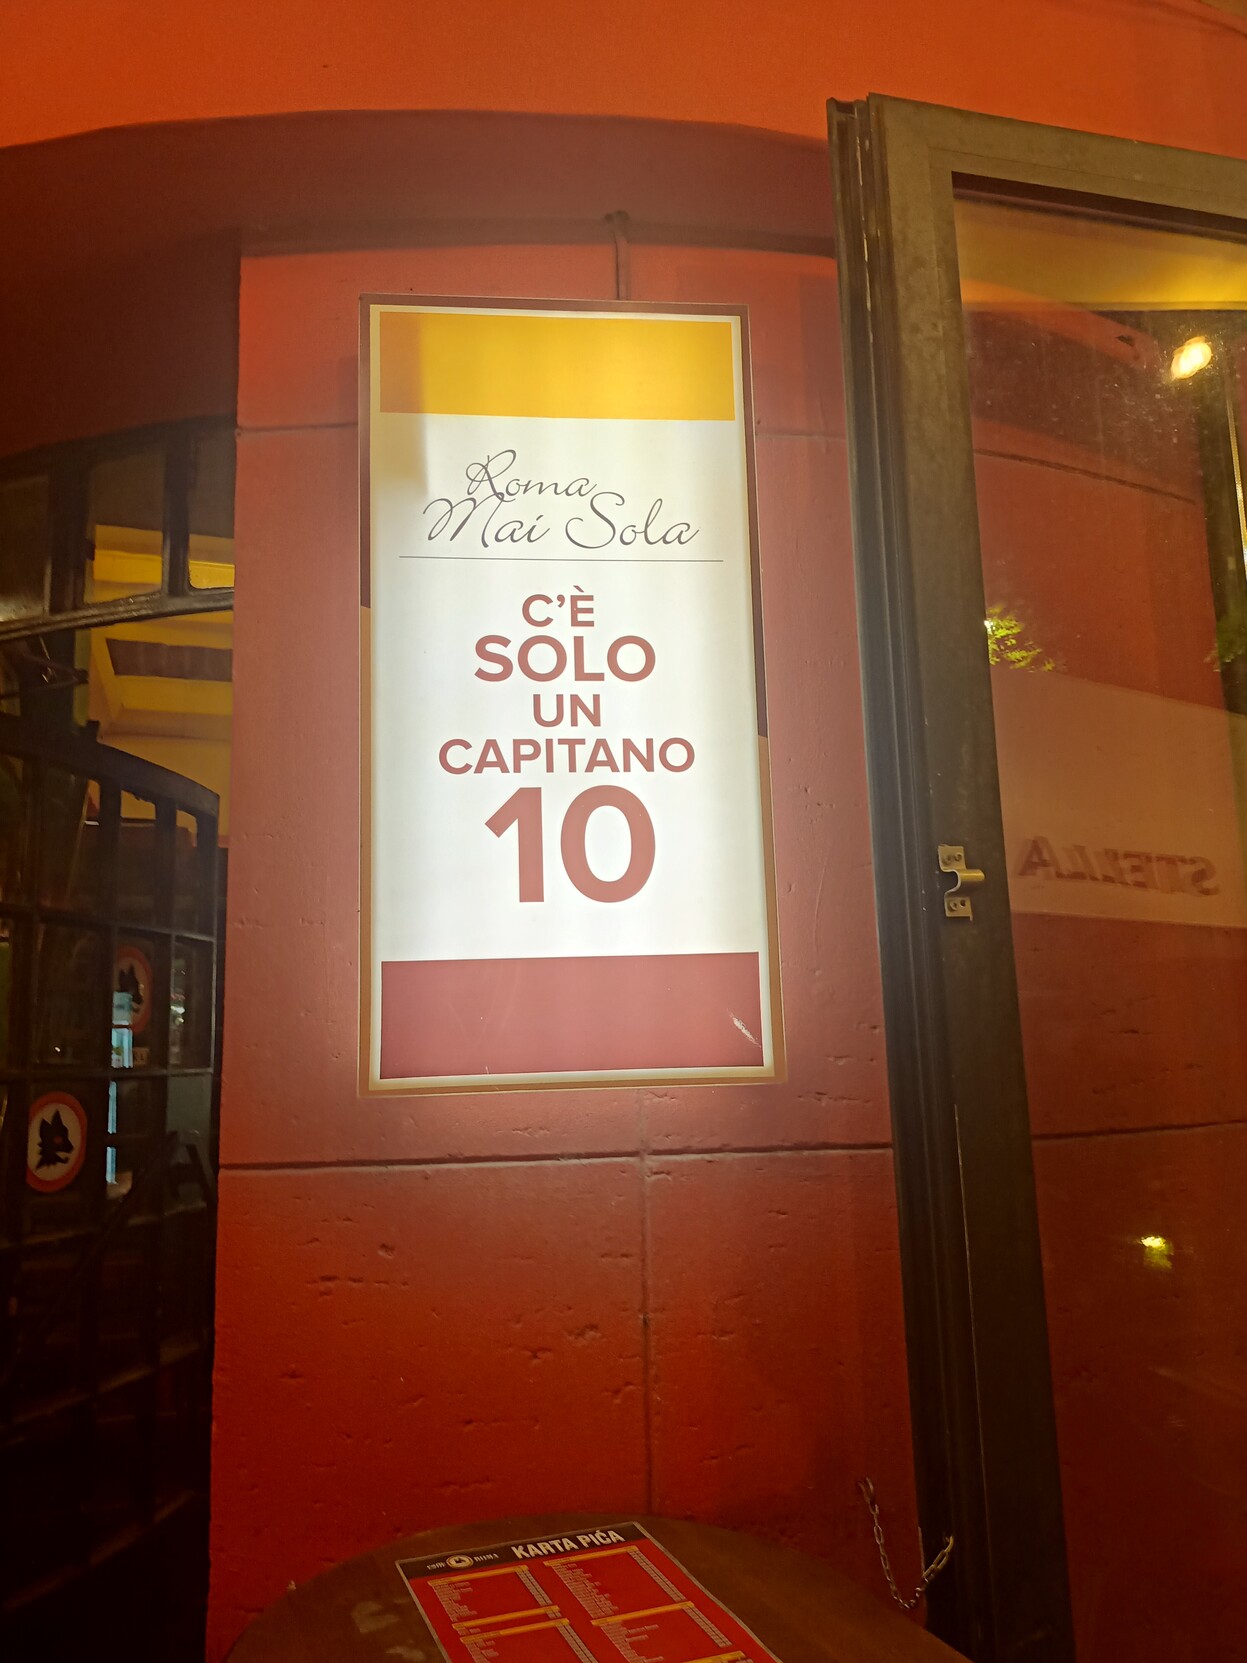 Roma
Mai Sola
C'È
SOLO
UN
CAPITANO
10
STELLA
KARTA PIĆA